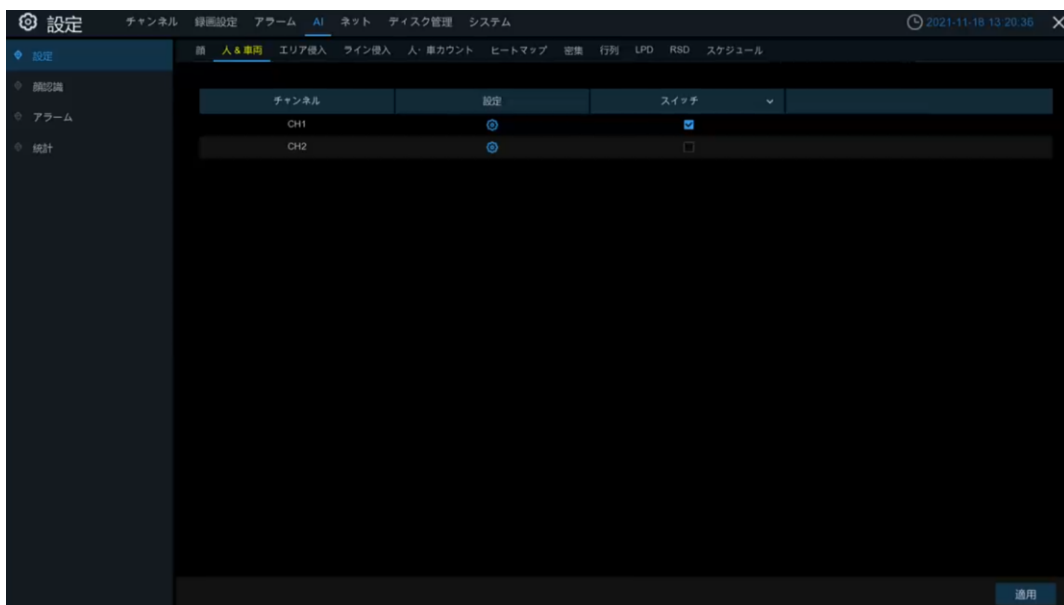 設定 チャンネル 録画設定 アラーム AI ネット ディスク管理 システム 2021-11-18 13:20:36
設定 顔 人&車両 エリア侵入 ライン侵入 人・車カウント ヒートマップ 密集 行列 LPD RSD スケジュール
顔認識
チャンネル 設定 スイッチ
アラーム
CH1
統計
CH2
適用